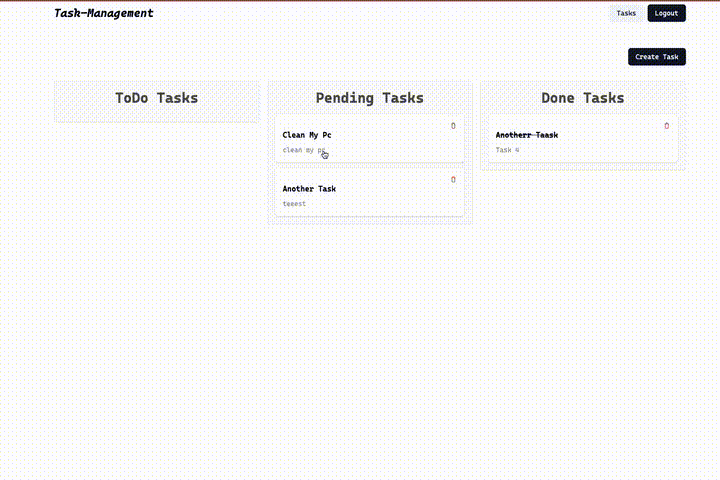 Task-Management
Tasks
Logout
Create Task
ToDo Tasks
Pending Tasks
Clean My Pc
clean my pc
Another Task
teeest
Done Tasks
Anotherr Taask
Task 4